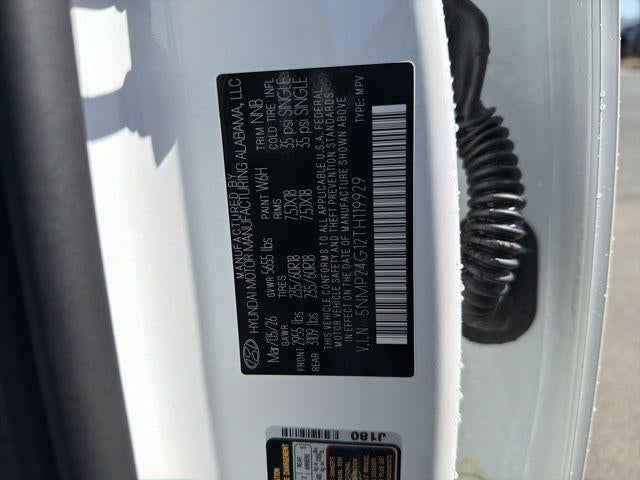 MANUFACTURED BY
HYUNDAI MOTOR MANUFACTURING ALABAMA, LLC
Mar/05/26 GVWR 5655 lbs PAINT W6H TRIM NNB
GAWR TIRES RIMS COLD TIRE INFL
FRONT 2955 lbs 235/60R18 7.5JX18 35 psi SINGLE
REAR 3109 lbs 235/60R18 7.5JX18 35 psi SINGLE
THIS VEHICLE CONFORMS TO ALL APPLICABLE U.S.A. FEDERAL
MOTOR VEHICLE SAFETY AND THEFT PREVENTION STANDARDS
IN EFFECT ON THE DATE OF MANUFACTURE SHOWN ABOVE
V.I.N: 5NMP24G12TH119929 TYPE: MPV
J180
REAR